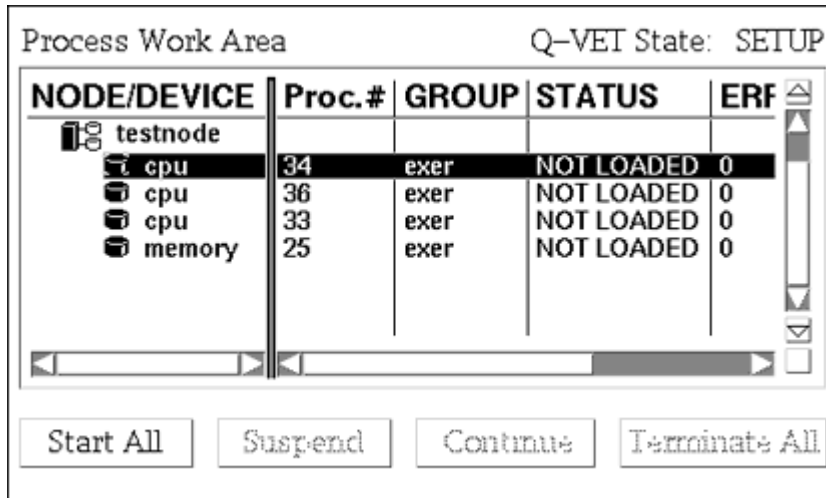 Process Work Area Q-VET State: SETUP
NODE/DEVICE Proc.# GROUP STATUS ERR
testnode
cpu 34 exer NOT LOADED 0
cpu 36 exer NOT LOADED 0
cpu 33 exer NOT LOADED 0
memory 25 exer NOT LOADED 0
Start All Suspend Continue Terminate All